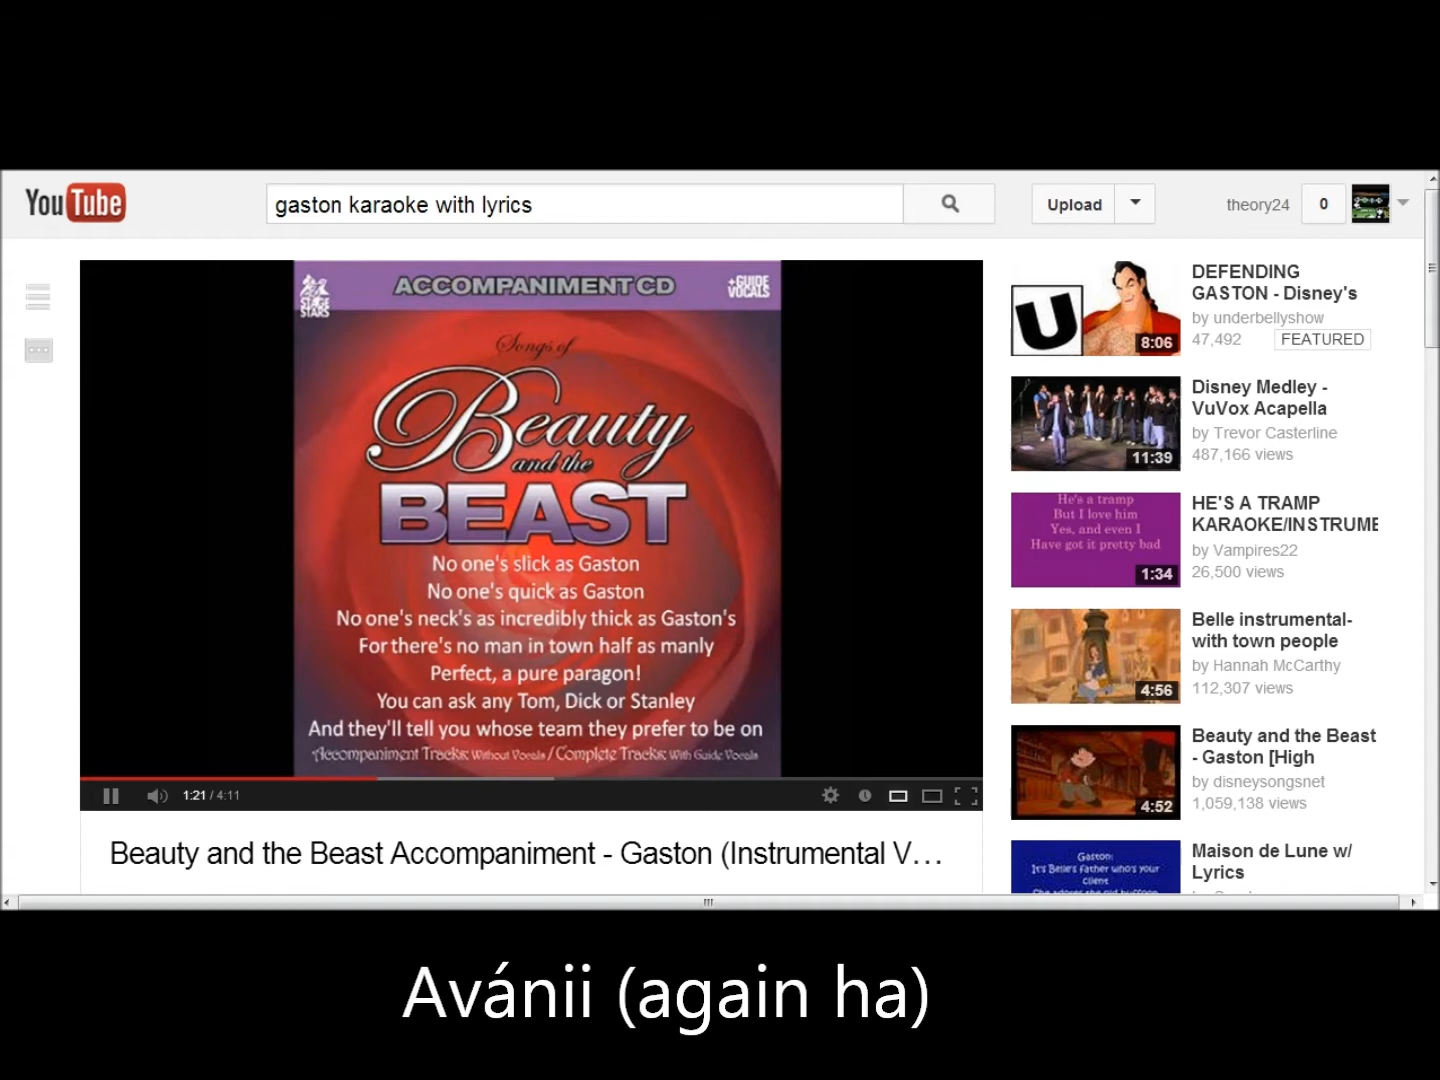 YouTube
gaston karaoke with lyrics
Upload
theory24
0
ACCOMPANIMENT CD
STAGE
STARS
+GUIDE
VOCALS
Songs of
Beauty
and the
BEAST
No one's slick as Gaston
No one's quick as Gaston
No one's neck's as incredibly thick as Gaston's
For there's no man in town half as manly
Perfect, a pure paragon!
You can ask any Tom, Dick or Stanley
And they'll tell you whose team they prefer to be on
Accompaniment Tracks: Without Vocals / Complete Tracks: With Guide Vocals
1:21 / 4:11
Beauty and the Beast Accompaniment - Gaston (Instrumental V...
U
8:06
DEFENDING
GASTON - Disney's
by underbellyshow
47,492
FEATURED
11:39
Disney Medley -
VuVox Acapella
by Trevor Casterline
487,166 views
He's a tramp
But I love him
Yes, and even I
Have got it pretty bad
1:34
HE'S A TRAMP
KARAOKE/INSTRUME
by Vampires22
26,500 views
4:56
Belle instrumental-
with town people
by Hannah McCarthy
112,307 views
4:52
Beauty and the Beast
- Gaston [High
by disneysongsnet
1,059,138 views
Gaston:
It's Belle's father who's your
client
Maison de Lune w/
Lyrics
Avánii (again ha)